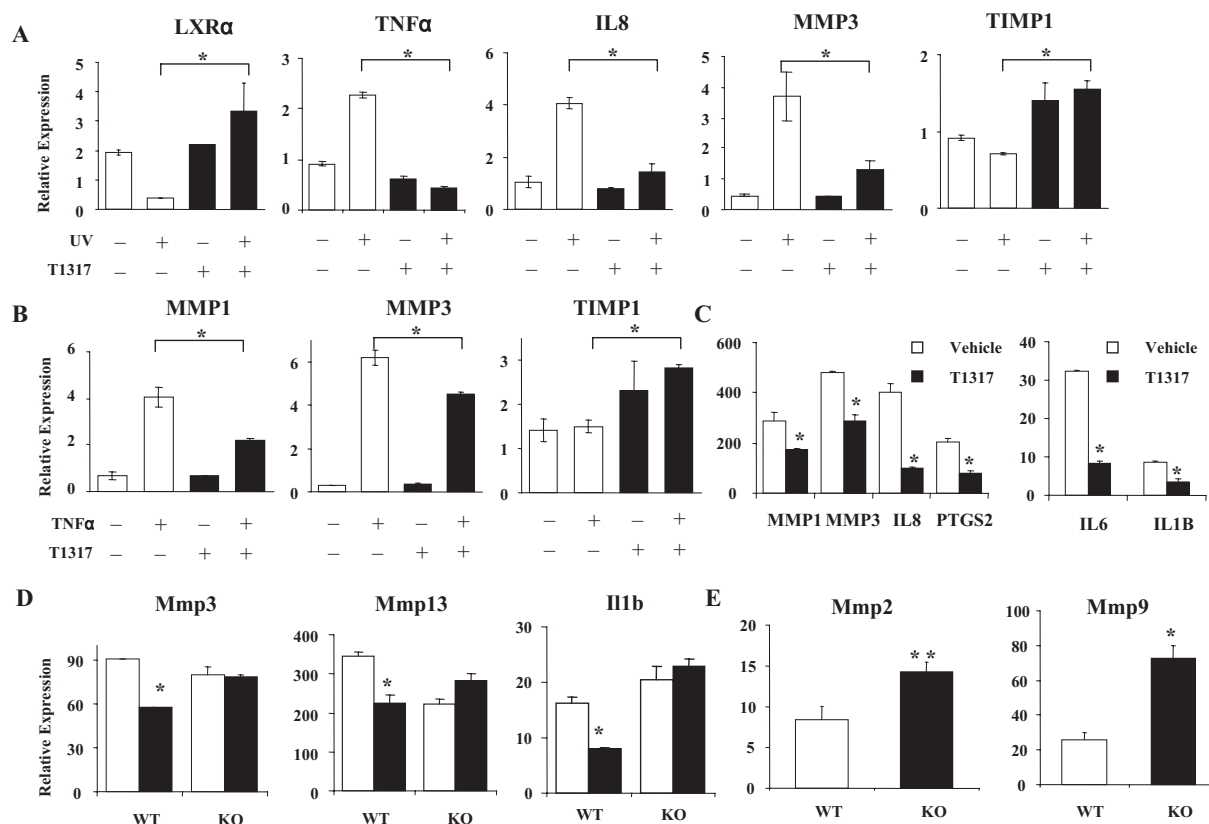 A
LXRα TNFα IL8 MMP3 TIMP1
Relative Expression
5 4 3 2 1 0
3 2 1 0
6 4 2 0
5 4 3 2 1 0
2 1 0
* * * * *
UV – + – + – + – + – + – + – + – + – + – +
T1317 – – + + – – + + – – + + – – + + – – + +
B
MMP1 MMP3 TIMP1
Relative Expression
6 4 2 0
6 4 2 0
3 2 1 0
* * *
TNFα – + – + – + – + – + – +
T1317 – – + + – – + + – – + +
C
Vehicle
T1317
600 400 200 0
* * * *
MMP1 MMP3 IL8 PTGS2
Vehicle
T1317
40 30 20 10 0
* *
IL6 IL1B
D
Mmp3 Mmp13 Il1b
Relative Expression
90 60 30 0
400 300 200 100 0
30 20 10 0
* * *
WT KO WT KO WT KO
E
Mmp2 Mmp9
20 15 10 5 0
100 80 60 40 20 0
* * *
WT KO WT KO